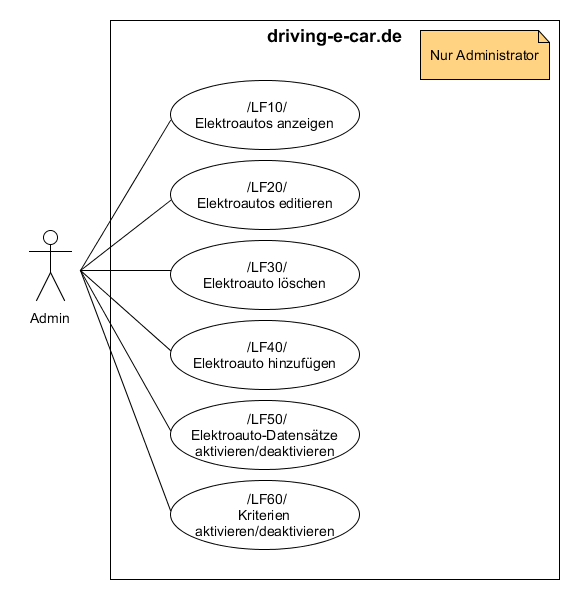 driving-e-car.de
Nur Administrator
/LF10/
Elektroautos anzeigen
/LF20/
Elektroautos editieren
/LF30/
Elektroauto löschen
Admin
/LF40/
Elektroauto hinzufügen
/LF50/
Elektroauto-Datensätze
aktivieren/deaktivieren
/LF60/
Kriterien
aktivieren/deaktivieren